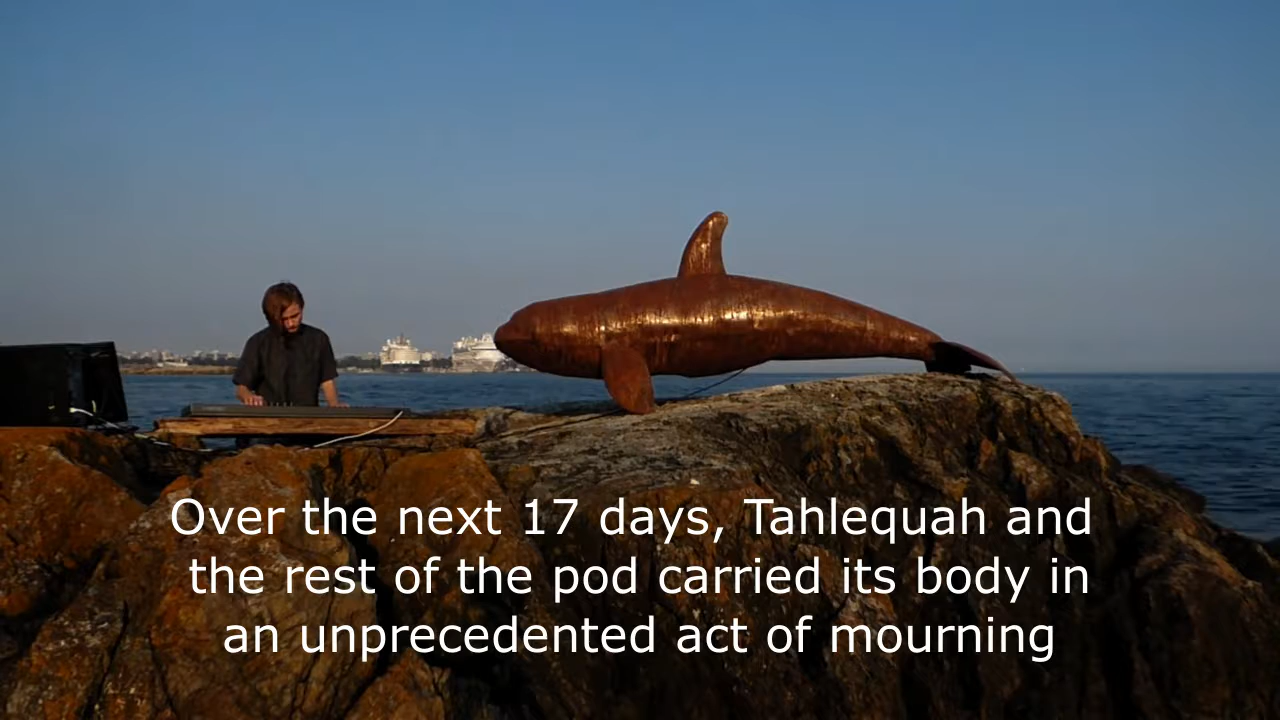 Over the next 17 days, Tahlequah and
the rest of the pod carried its body in
an unprecedented act of mourning